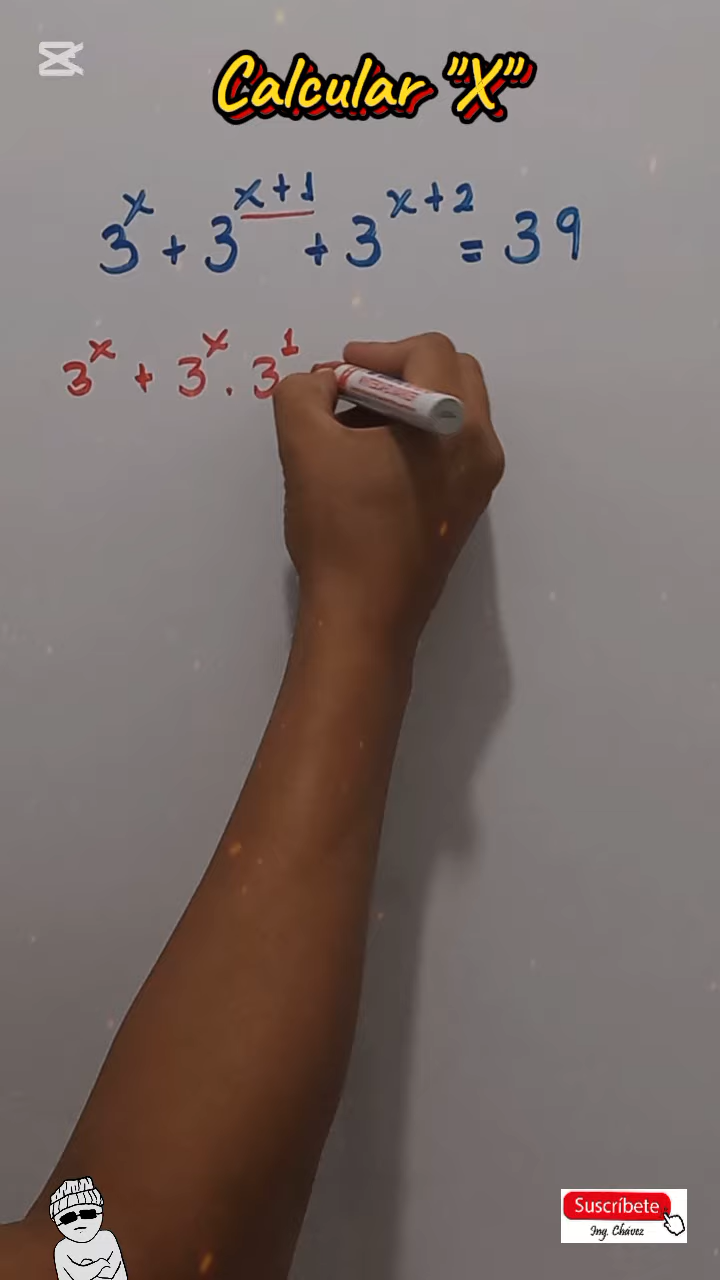 Calcular "X"
3^x + 3^(x+1) + 3^(x+2) = 39
3^x + 3^x . 3^1
Suscríbete
Ing. Chávez